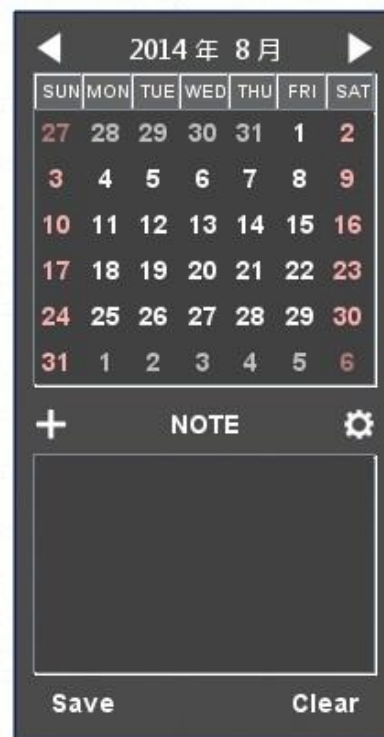 2014 年 8 月
SUN MON TUE WED THU FRI SAT
27 28 29 30 31 1 2
3 4 5 6 7 8 9
10 11 12 13 14 15 16
17 18 19 20 21 22 23
24 25 26 27 28 29 30
31 1 2 3 4 5 6
NOTE
Save Clear